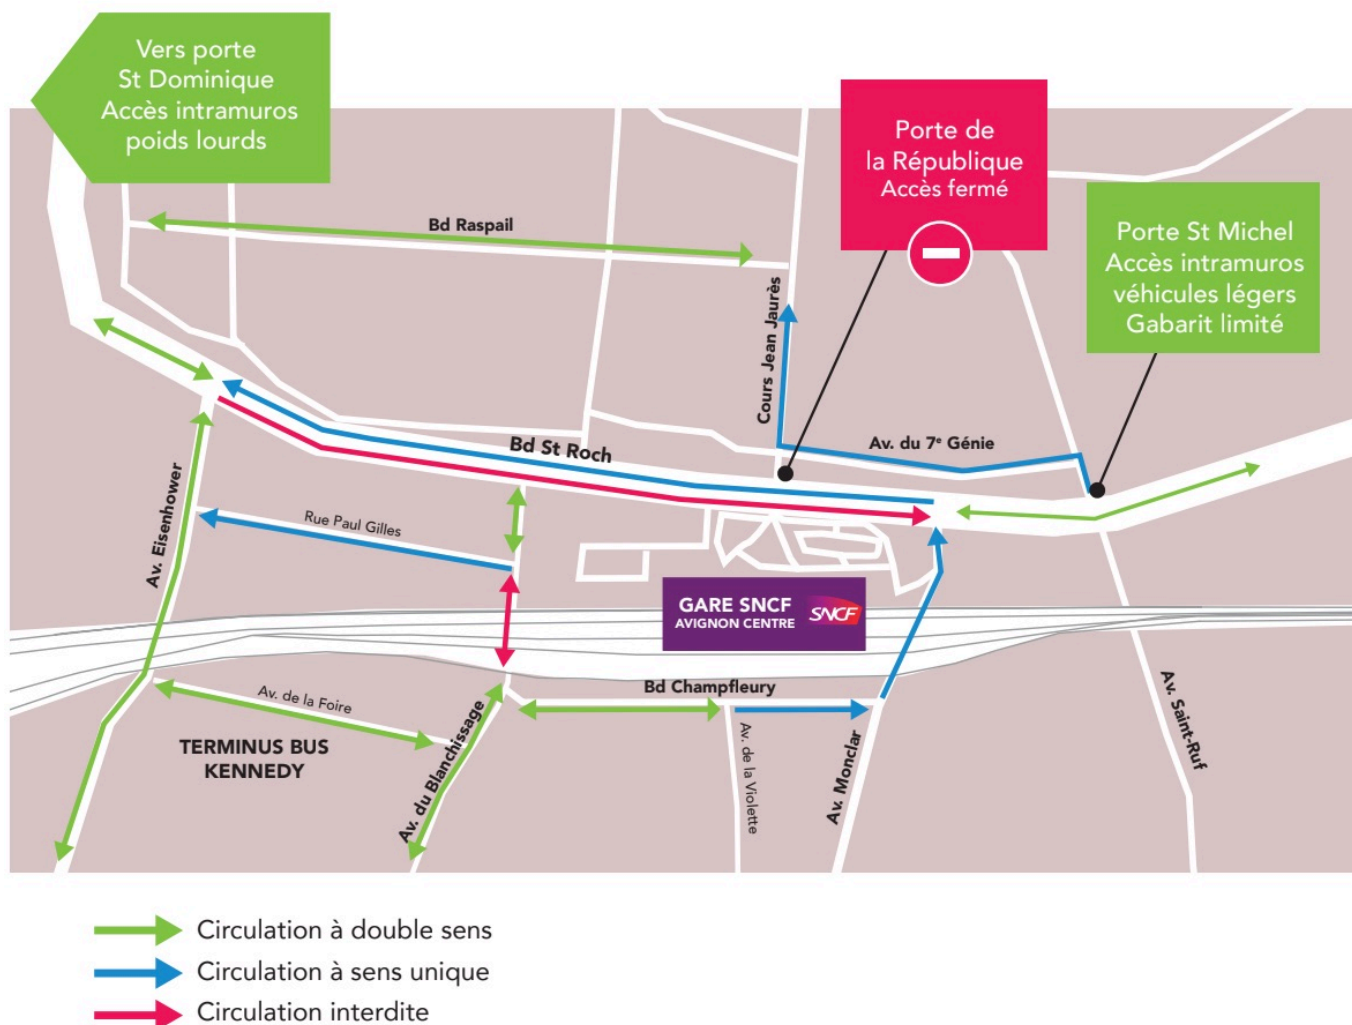 Vers porte
St Dominique
Accès intramuros
poids lourds
Porte de
la République
Accès fermé
Porte St Michel
Accès intramuros
véhicules légers
Gabarit limité
Bd Raspail
Cours Jean Jaurès
Av. du 7e Génie
Bd St Roch
Av. Eisenhower
Rue Paul Gilles
GARE SNCF
AVIGNON CENTRE
SNCF
Bd Champfleury
Av. de la Foire
TERMINUS BUS
KENNEDY
Av. du Blanchissage
Av. de la Violette
Av. Monclar
Av. Saint-Ruf
Circulation à double sens
Circulation à sens unique
Circulation interdite